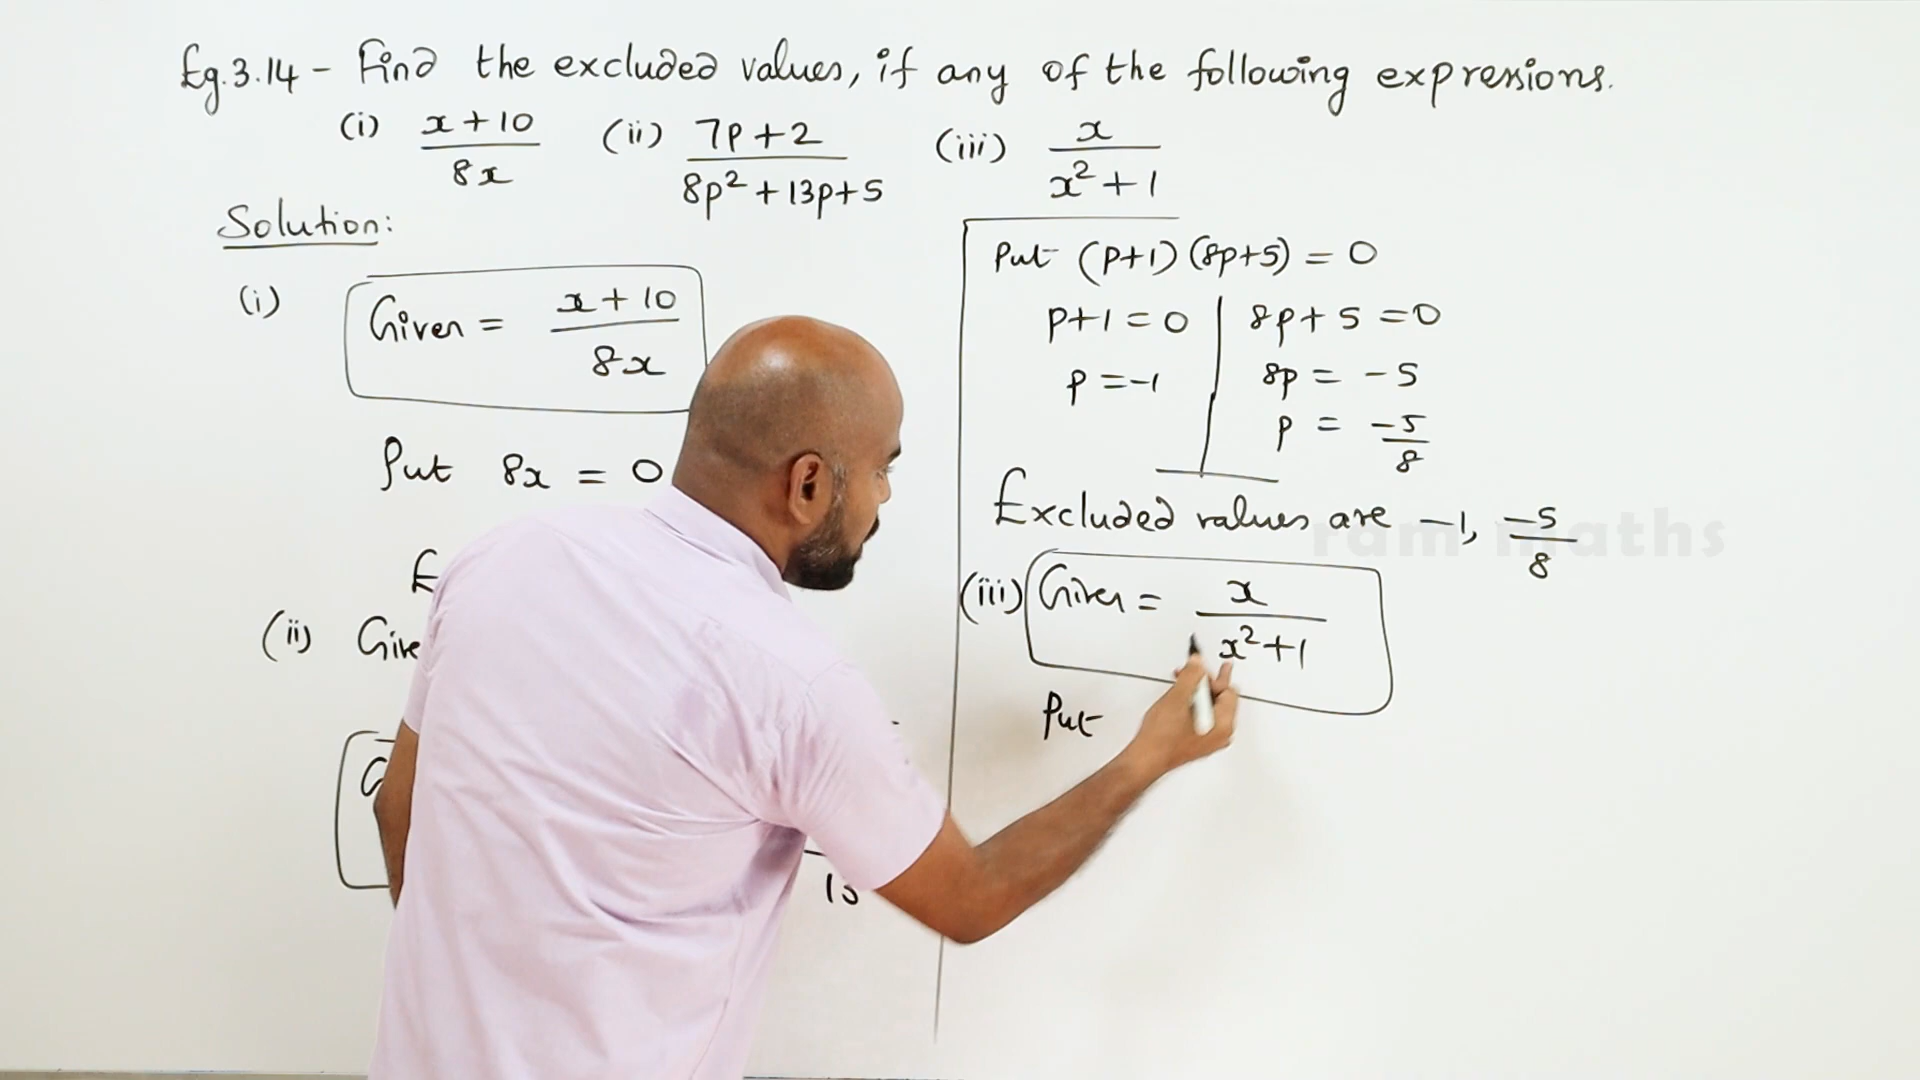 Eg.3.14 - Find the excluded values, if any of the following expressions.
(i) x+10 / 8x (ii) 7p+2 / 8p²+13p+5 (iii) x / x²+1
Solution:
(i) Given = x+10 / 8x
Put 8x = 0
E
(ii) Give
G
15
Put (p+1)(8p+5) = 0
p+1 = 0 | 8p+5 = 0
p = -1 | 8p = -5
p = -5/8
Excluded values are -1, -5/8
ram maths
(iii) Given = x / x²+1
Put